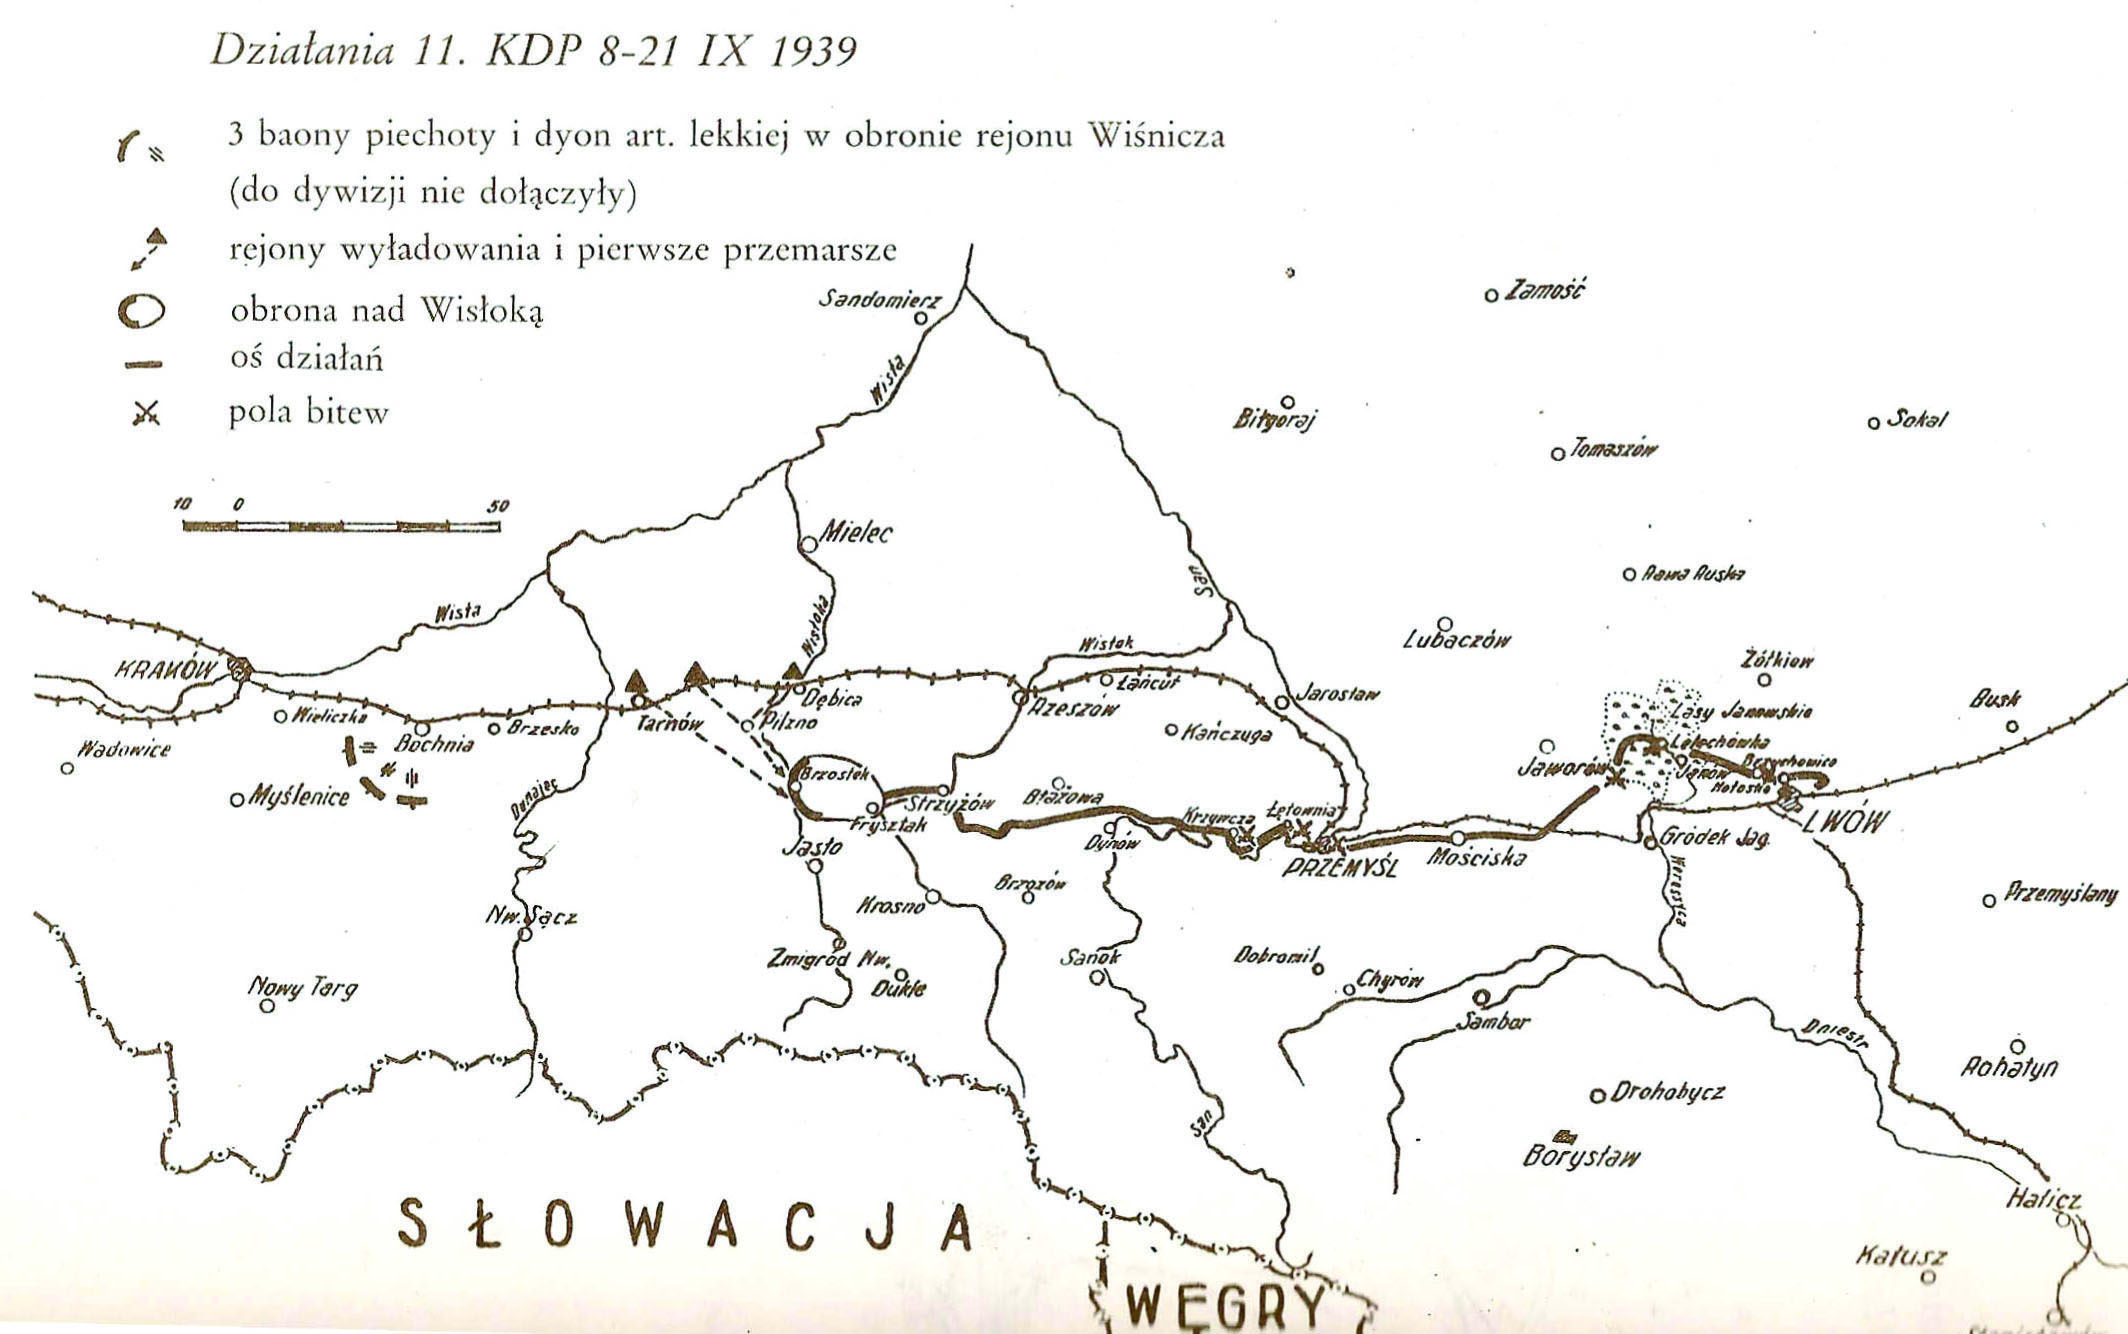 Działania 11. KDP 8-21 IX 1939
3 baony piechoty i dyon art. lekkiej w obronie rejonu Wiśnicza
(do dywizji nie dołączyły)
rejony wyładowania i pierwsze przemarsze
obrona nad Wisłoką
oś działań
pola bitew
10 0 50
Sandomierz
Zamość
Wisła
Biłgoraj
Sokal
Tomaszów
Mielec
San
Rawa Ruska
Wisła
Wisłoka
Lubaczów
Wisłok
Żółkiew
KRAKÓW
Łańcut
Jarosław
Dębica
Busk
Rzeszów
Lasy Janowskie
Wieliczka
Tarnów
Pilzno
Brzesko
Kańczuga
Bochnia
Lelechówka
Wadowice
Jaworów
Janów
Brzuchowice
Hołosko
Brzostek
Myślenice
Dunajec
Strzyżów
Błażowa
Krzywcza
Łętownia
Frysztak
LWÓW
Dynów
Gródek Jag.
Jasło
PRZEMYŚL
Mościska
Brzozów
Wereszyca
Krosno
Przemyślany
Nw. Sącz
Żmigród Nw.
Sanok
Dobromil
Chyrów
Nowy Targ
Dukle
Sambor
Dniestr
Rohatyn
Drohobycz
San
Borysław
Halicz
SŁOWACJA
Kałusz
WĘGRY